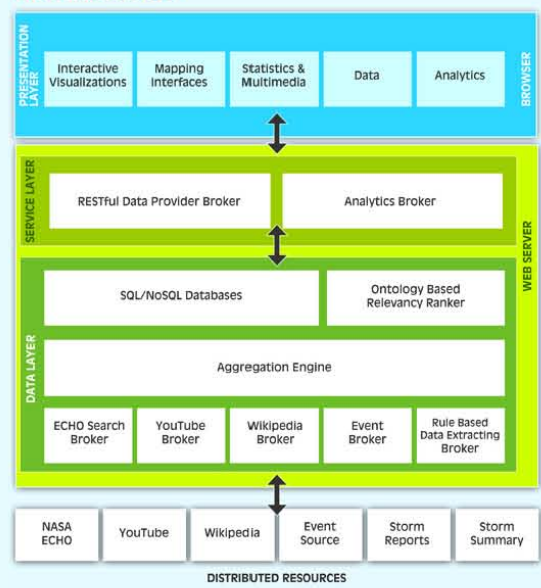 PRESENTATION
LAYER
Interactive
Visualizations
Mapping
Interfaces
Statistics &
Multimedia
Data
Analytics
BROWSER
SERVICE LAYER
RESTful Data Provider Broker
Analytics Broker
WEB SERVER
DATA LAYER
SQL/NoSQL Databases
Ontology Based
Relevancy Ranker
Aggregation Engine
ECHO Search
Broker
YouTube
Broker
Wikipedia
Broker
Event
Broker
Rule Based
Data Extracting
Broker
NASA
ECHO
YouTube
Wikipedia
Event
Source
Storm
Reports
Storm
Summary
DISTRIBUTED RESOURCES